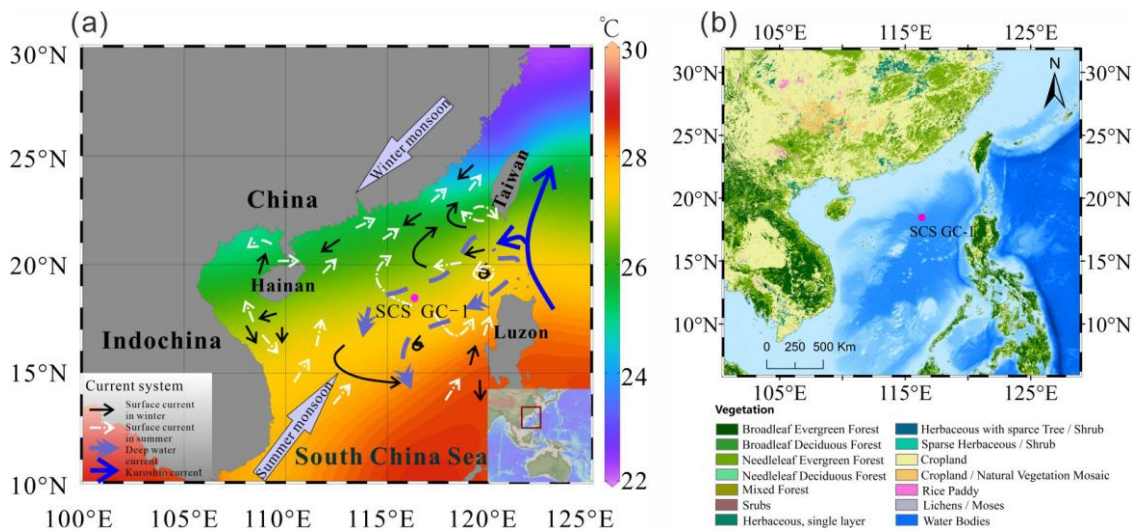 (a)
℃
30°N
25°N
20°N
15°N
10°N
100°E
105°E
110°E
115°E
120°E
125°E
30
28
26
24
22
Winter monsoon
China
Taiwan
Hainan
SCS GC-1
Indochina
Luzon
Summer monsoon
South China Sea
Current system
Surface current
in winter
Surface current
in summer
Deep water
current
Kuroshio current
(b)
105°E
115°E
125°E
30°N
25°N
20°N
15°N
10°N
30°N
25°N
20°N
15°N
10°N
N
SCS GC-1
0 250 500 Km
105°E
115°E
125°E
Vegetation
Broadleaf Evergreen Forest
Broadleaf Deciduous Forest
Needleleaf Evergreen Forest
Needleleaf Deciduous Forest
Mixed Forest
Srubs
Herbaceous, single layer
Herbaceous with sparce Tree / Shrub
Sparse Herbaceous / Shrub
Cropland
Cropland / Natural Vegetation Mosaic
Rice Paddy
Lichens / Moses
Water Bodies